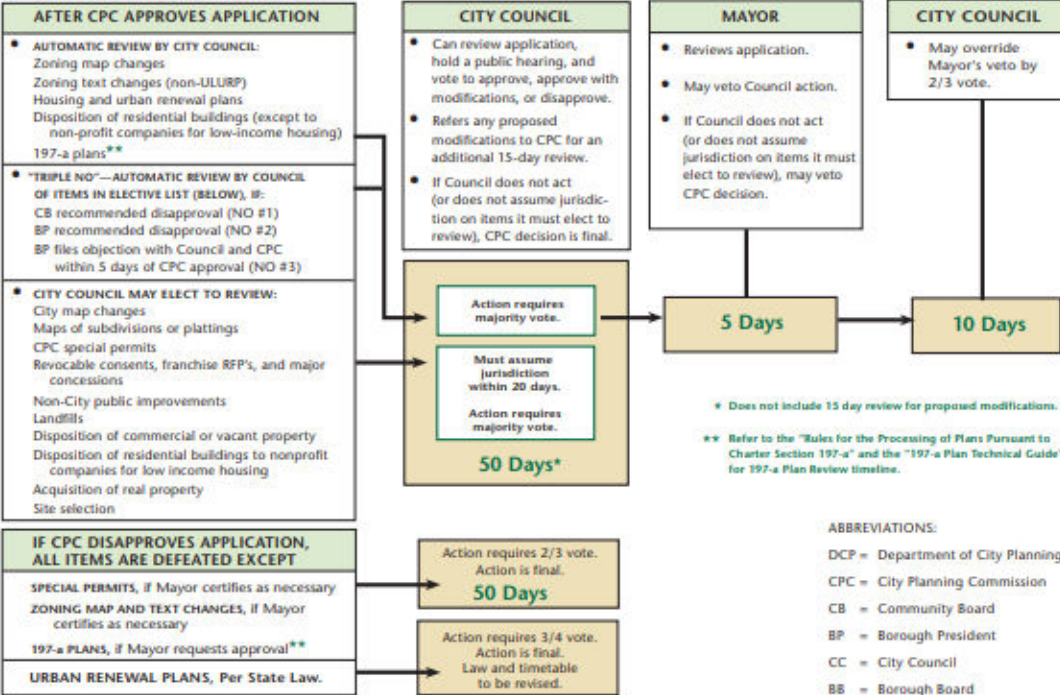 AFTER CPC APPROVES APPLICATION
• AUTOMATIC REVIEW BY CITY COUNCIL:
Zoning map changes
Zoning text changes (non-ULURP)
Housing and urban renewal plans
Disposition of residential buildings (except to
non-profit companies for low-income housing)
197-a plans**
• "TRIPLE NO"—AUTOMATIC REVIEW BY COUNCIL
OF ITEMS IN ELECTIVE LIST (BELOW), IF:
CB recommended disapproval (NO #1)
BP recommended disapproval (NO #2)
BP files objection with Council and CPC
within 5 days of CPC approval (NO #3)
• CITY COUNCIL MAY ELECT TO REVIEW:
City map changes
Maps of subdivisions or plattings
CPC special permits
Revocable consents, franchise RFP's, and major
concessions
Non-City public improvements
Landfills
Disposition of commercial or vacant property
Disposition of residential buildings to nonprofit
companies for low income housing
Acquisition of real property
Site selection
CITY COUNCIL
• Can review application,
hold a public hearing, and
vote to approve, approve with
modifications, or disapprove.
• Refers any proposed
modifications to CPC for an
additional 15-day review.
• If Council does not act
(or does not assume jurisdic-
tion on items it must elect to
review), CPC decision is final.
Action requires
majority vote.
Must assume
jurisdiction
within 20 days.
Action requires
majority vote.
50 Days*
MAYOR
• Reviews application.
• May veto Council action.
• If Council does not act
(or does not assume
jurisdiction on items it must
elect to review), may veto
CPC decision.
5 Days
CITY COUNCIL
• May override
Mayor's veto by
2/3 vote.
10 Days
* Does not include 15 day review for proposed modifications.
** Refer to the "Rules for the Processing of Plans Pursuant to
Charter Section 197-a" and the "197-a Plan Technical Guide"
for 197-a Plan Review timeline.
IF CPC DISAPPROVES APPLICATION,
ALL ITEMS ARE DEFEATED EXCEPT
SPECIAL PERMITS, if Mayor certifies as necessary
ZONING MAP AND TEXT CHANGES, if Mayor
certifies as necessary
197-a PLANS, if Mayor requests approval**
URBAN RENEWAL PLANS, Per State Law.
Action requires 2/3 vote.
Action is final.
50 Days
Action requires 3/4 vote.
Action is final.
Law and timetable
to be revised.
ABBREVIATIONS:
DCP = Department of City Planning
CPC = City Planning Commission
CB = Community Board
BP = Borough President
CC = City Council
BB = Borough Board